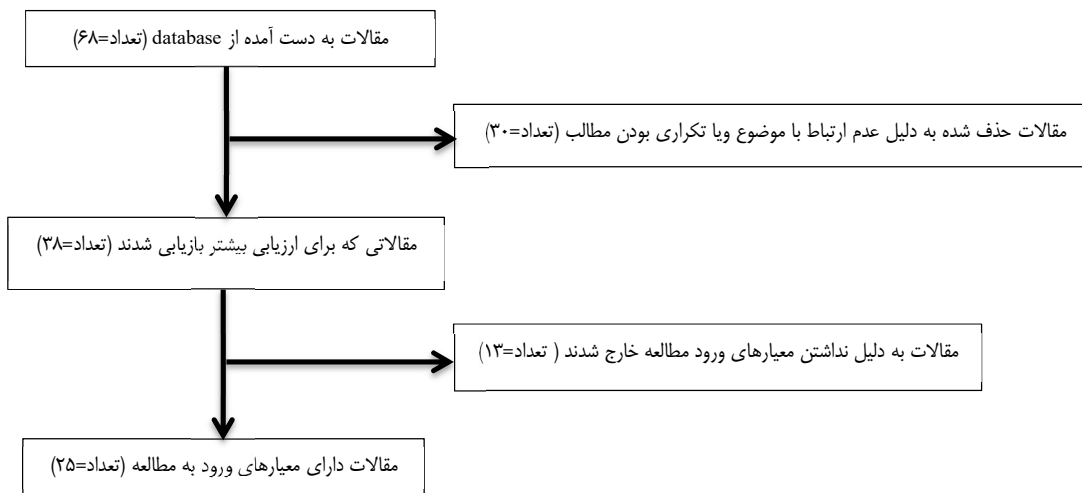 مقالات به دست آمده از database (تعداد=۶۸)
مقالات حذف شده به دلیل عدم ارتباط با موضوع ویا تکراری بودن مطالب (تعداد=۳۰)
مقالاتی که برای ارزیابی بیشتر بازیابی شدند (تعداد=۳۸)
مقالات به دلیل نداشتن معیارهای ورود مطالعه خارج شدند ( تعداد=۱۳)
مقالات دارای معیارهای ورود به مطالعه (تعداد=۲۵)